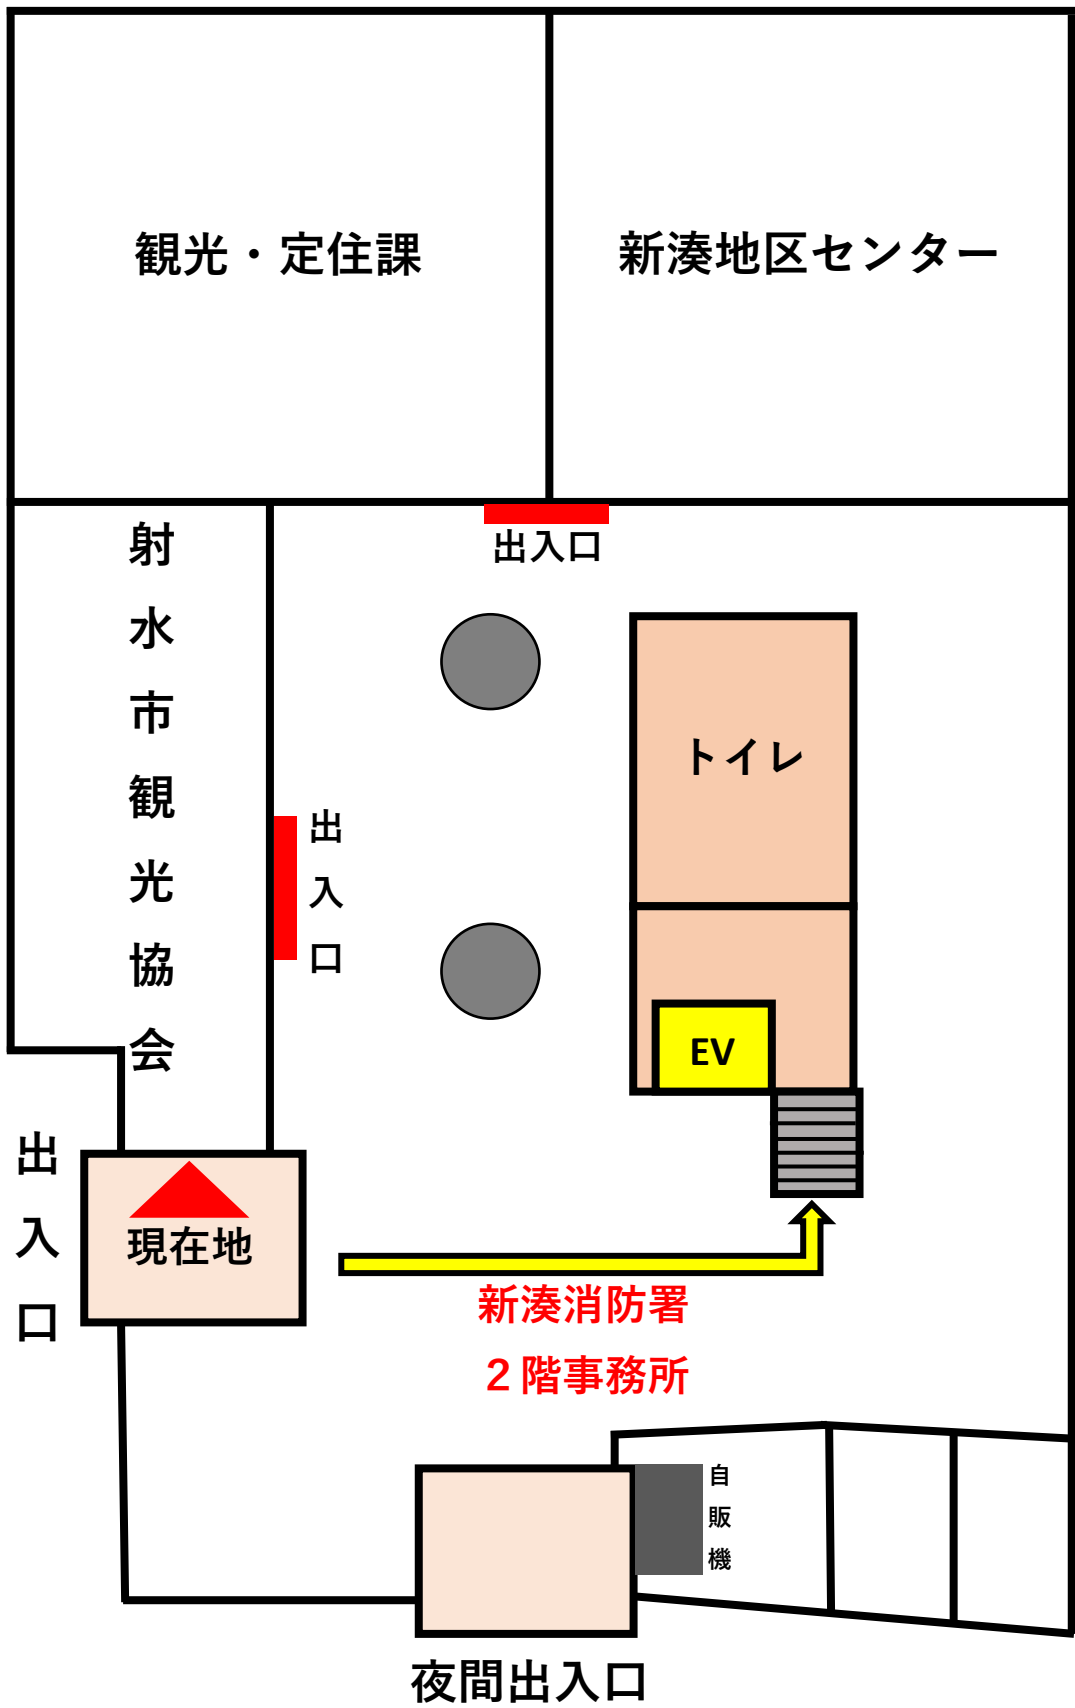 観光・定住課
新湊地区センター
射水市観光協会
出入口
トイレ
出入口
EV
出入口
現在地
新湊消防署
２階事務所
自販機
夜間出入口